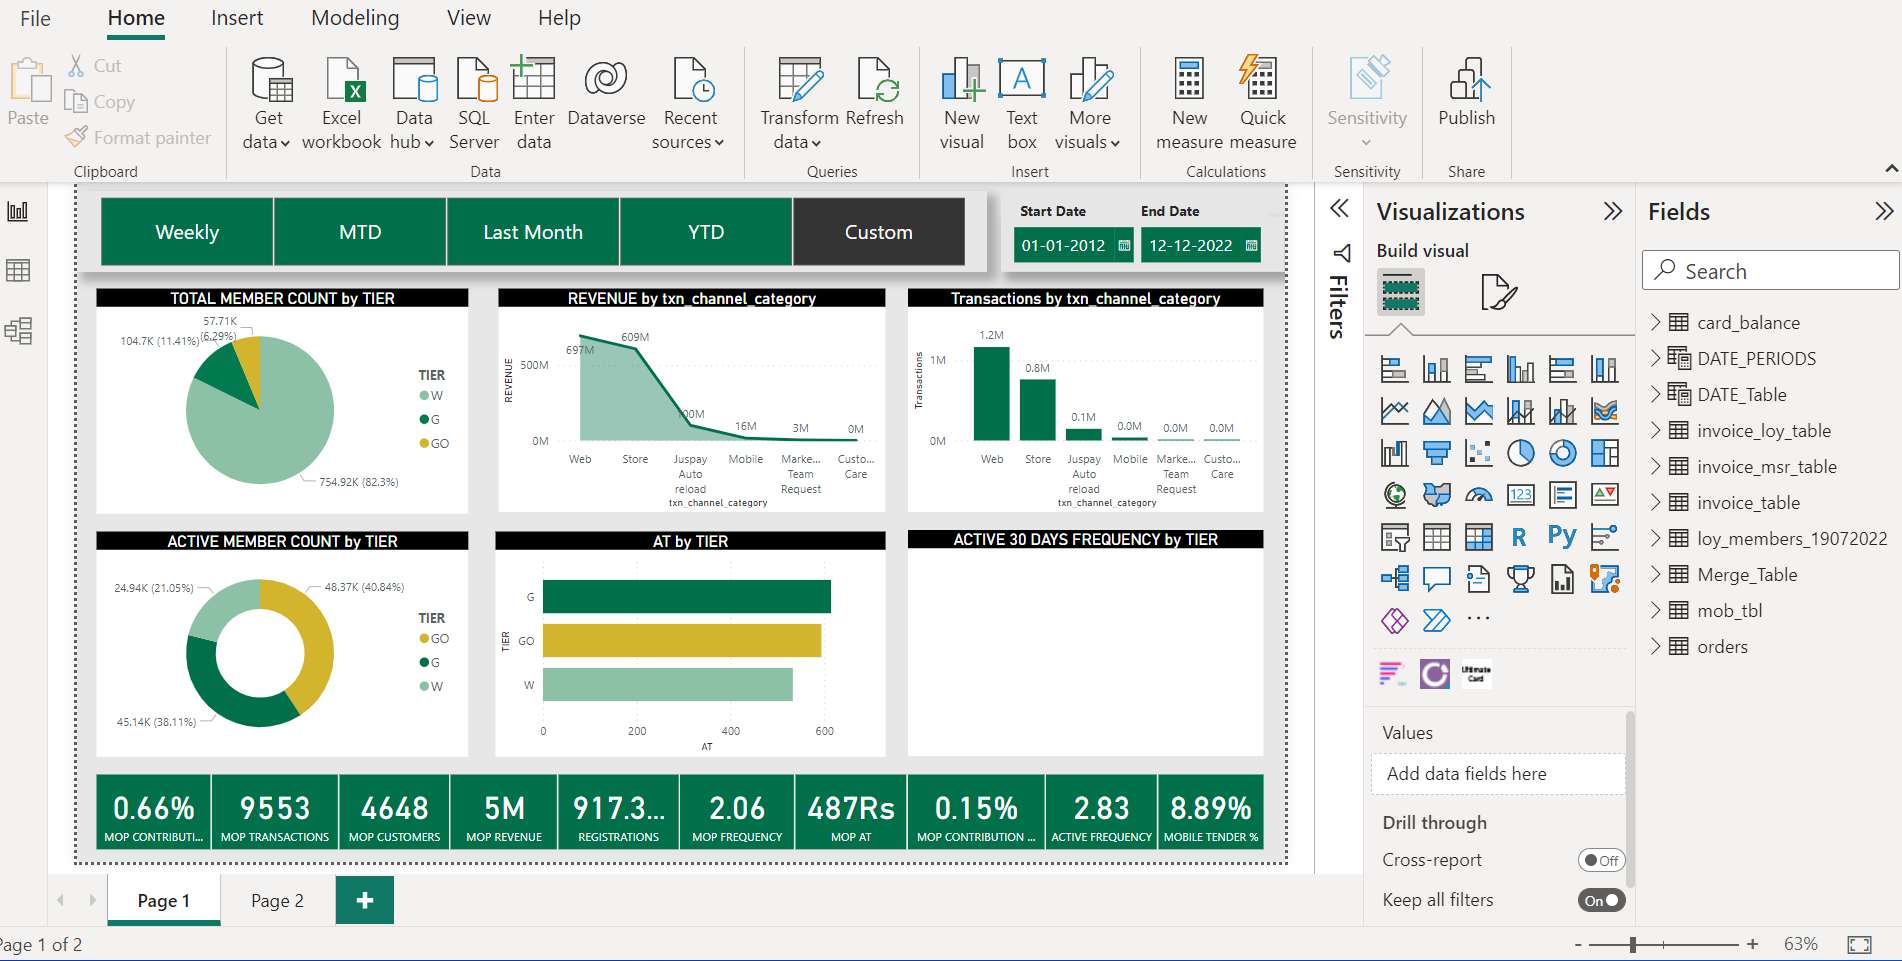 File Home Insert Modeling View Help
Paste
Cut
Copy
Format painter
Clipboard
Get data
Excel workbook
Data hub
SQL Server
Enter data
Dataverse
Recent sources
Data
Transform data
Refresh
Queries
New visual
Text box
More visuals
Insert
New measure
Quick measure
Calculations
Sensitivity
Sensitivity
Publish
Share
Weekly
MTD
Last Month
YTD
Custom
Start Date
End Date
01-01-2012
12-12-2022
TOTAL MEMBER COUNT by TIER
57.71K
(6.29%)
104.7K (11.41%)
754.92K (82.3%)
TIER
W
G
GO
REVENUE by txn_channel_category
REVENUE
500M
0M
697M
609M
100M
16M
3M
0M
Web
Store
Juspay Auto reload
Mobile
Marke... Team Request
Custo... Care
txn_channel_category
Transactions by txn_channel_category
Transactions
1M
0M
1.2M
0.8M
0.1M
0.0M
0.0M
0.0M
Web
Store
Juspay Auto reload
Mobile
Marke... Team Request
Custo... Care
txn_channel_category
ACTIVE MEMBER COUNT by TIER
24.94K (21.05%)
48.37K (40.84%)
45.14K (38.11%)
TIER
GO
G
W
AT by TIER
TIER
G
GO
W
0
200
400
600
AT
ACTIVE 30 DAYS FREQUENCY by TIER
0.66%
MOP CONTRIBUTI...
9553
MOP TRANSACTIONS
4648
MOP CUSTOMERS
5M
MOP REVENUE
917.3...
REGISTRATIONS
2.06
MOP FREQUENCY
487Rs
MOP AT
0.15%
MOP CONTRIBUTION ...
2.83
ACTIVE FREQUENCY
8.89%
MOBILE TENDER %
Filters
Visualizations
Build visual
123
R
Py
...
Ultimate
Card
Values
Add data fields here
Drill through
Cross-report
Off
Keep all filters
On
Fields
Search
card_balance
DATE_PERIODS
DATE_Table
invoice_loy_table
invoice_msr_table
invoice_table
loy_members_19072022
Merge_Table
mob_tbl
orders
Page 1
Page 2
+
Page 1 of 2
- + 63%